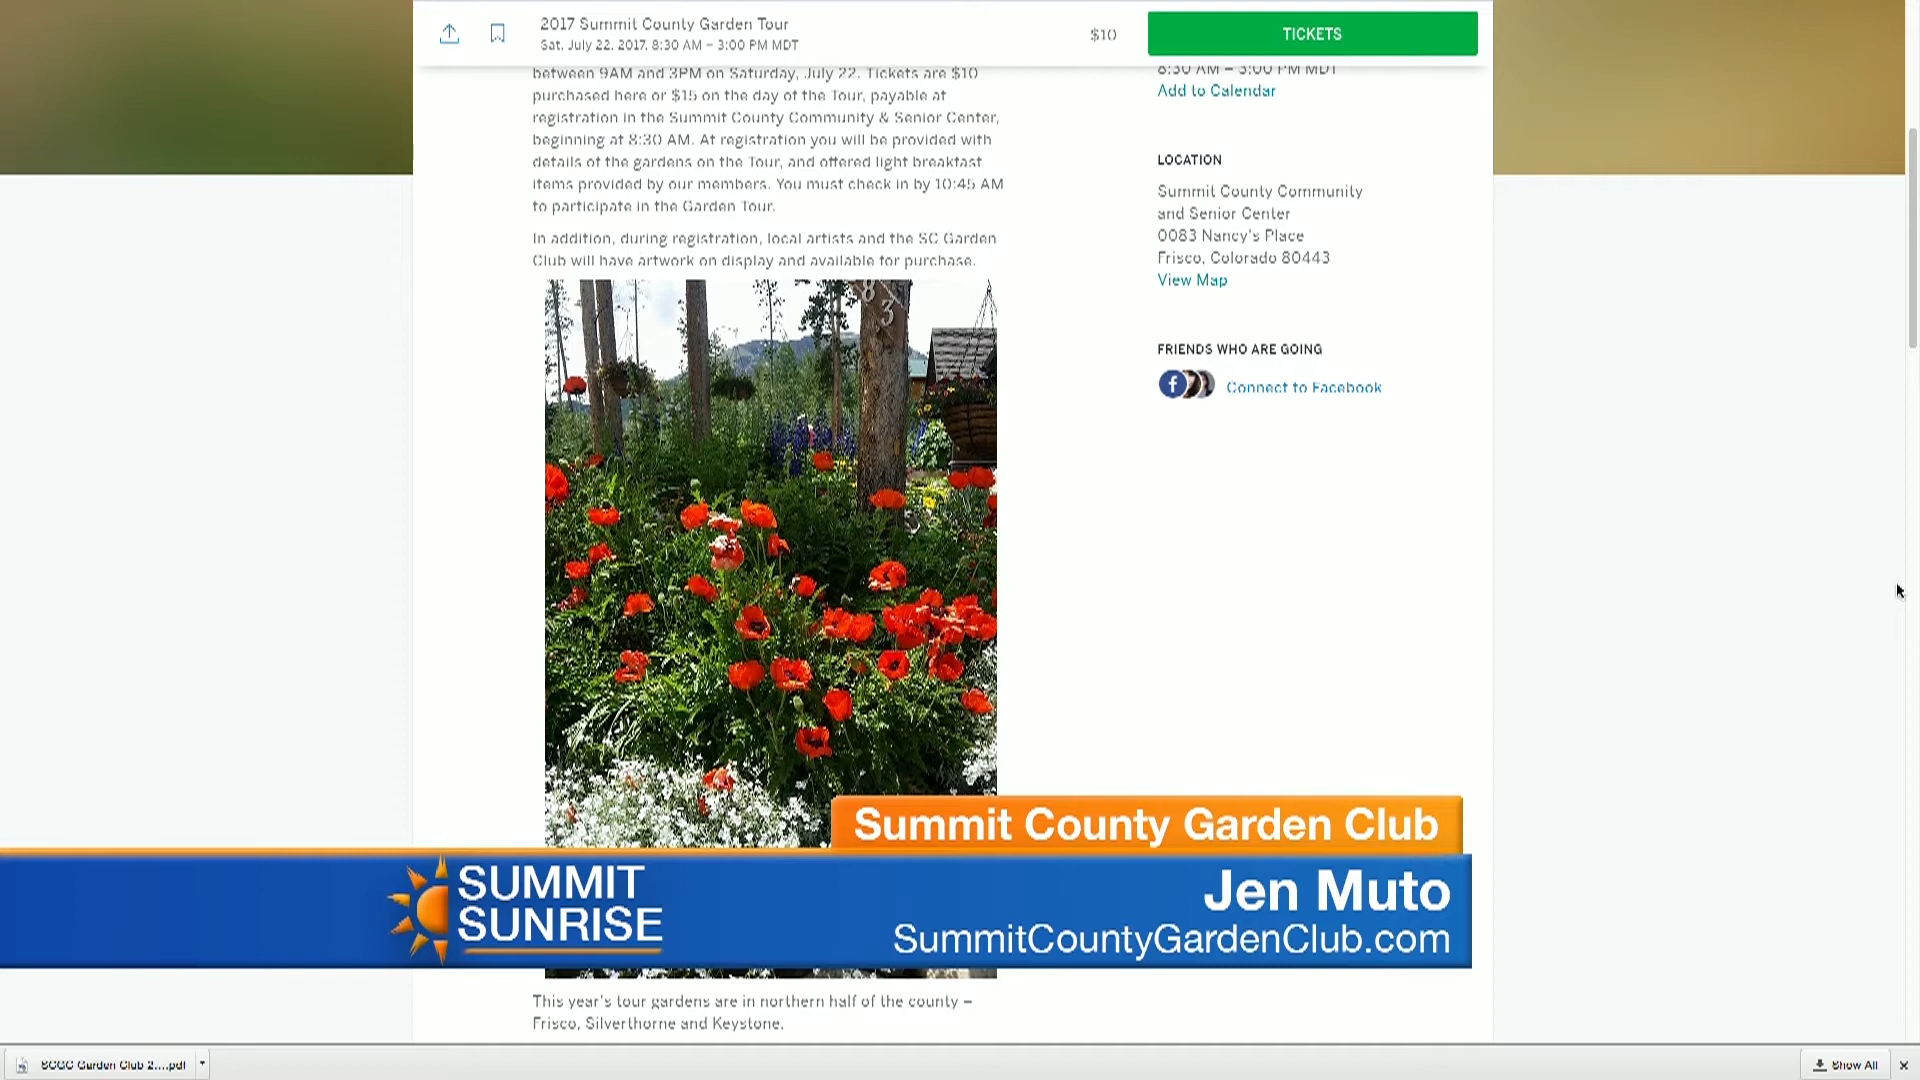 2017 Summit County Garden Tour
Sat, July 22, 2017, 8:30 AM – 3:00 PM MDT
$10
TICKETS
between 9AM and 3PM on Saturday, July 22. Tickets are $10
purchased here or $15 on the day of the Tour, payable at
registration in the Summit County Community & Senior Center,
beginning at 8:30 AM. At registration you will be provided with
details of the gardens on the Tour, and offered light breakfast
items provided by our members. You must check in by 10:45 AM
to participate in the Garden Tour.
In addition, during registration, local artists and the SC Garden
Club will have artwork on display and available for purchase.
8:30 AM – 3:00 PM MDT
Add to Calendar
LOCATION
Summit County Community
and Senior Center
0083 Nancy's Place
Frisco, Colorado 80443
View Map
FRIENDS WHO ARE GOING
f
Connect to Facebook
8
3
Summit County Garden Club
SUMMIT
SUNRISE
Jen Muto
SummitCountyGardenClub.com
This year's tour gardens are in northern half of the county –
Frisco, Silverthorne and Keystone.
SCGC Garden Club 2....pdf
Show All